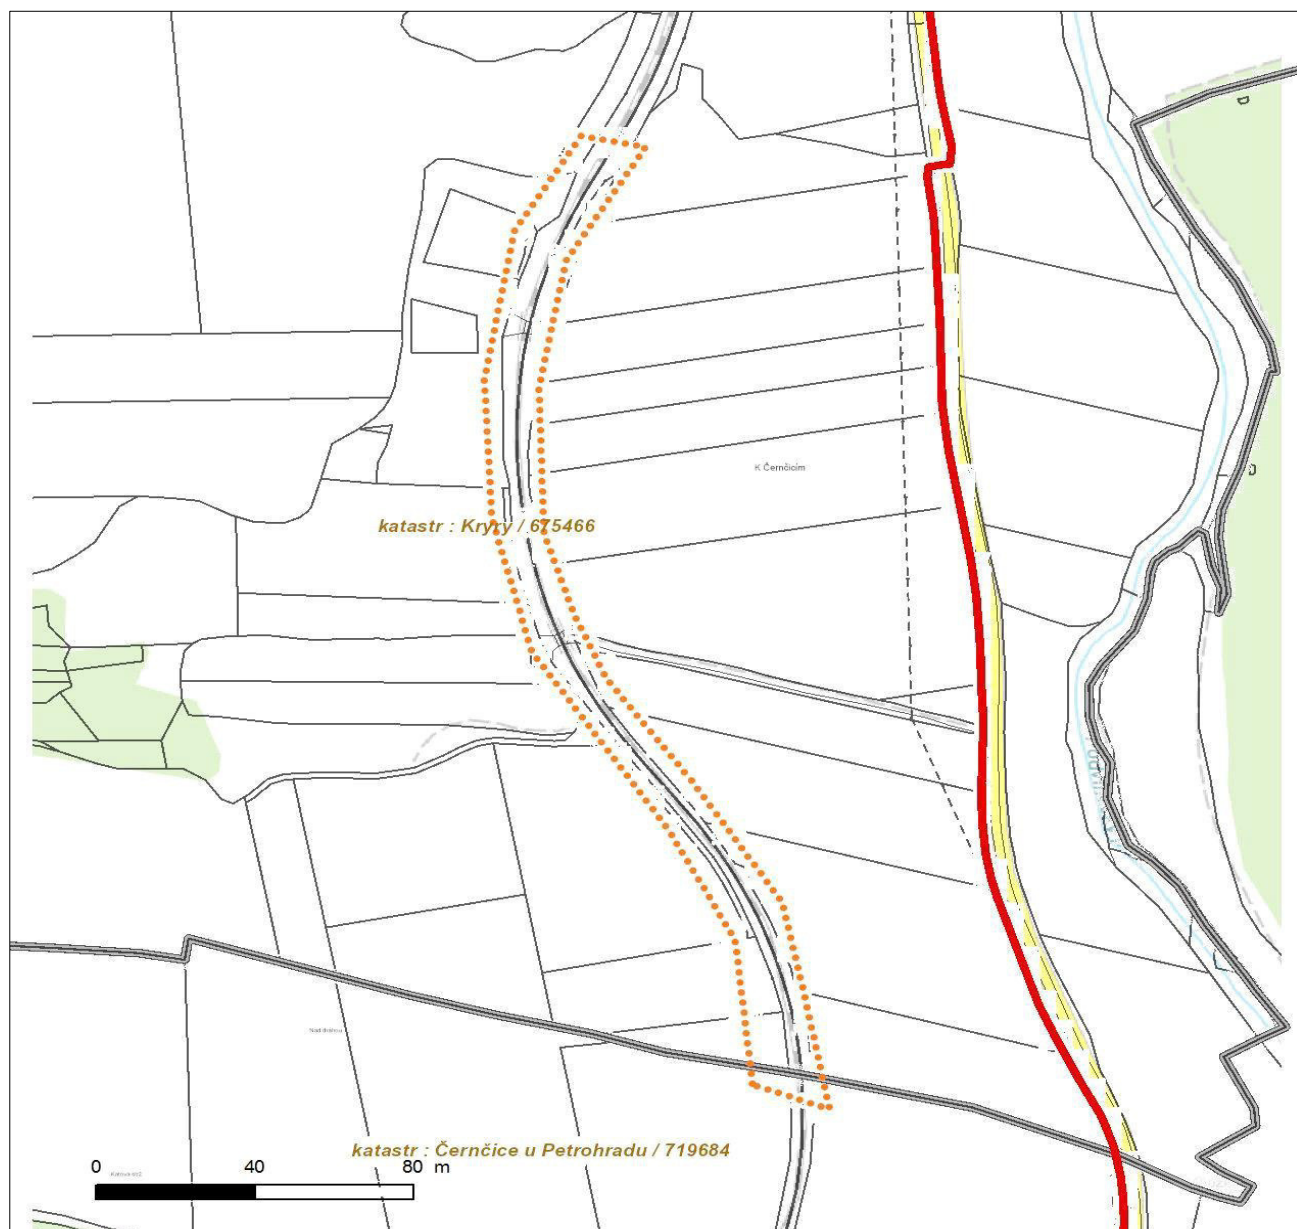 K Černčicím
katastr : Kryry / 675466
katastr : Černčice u Petrohradu / 719684
0 40 80 m